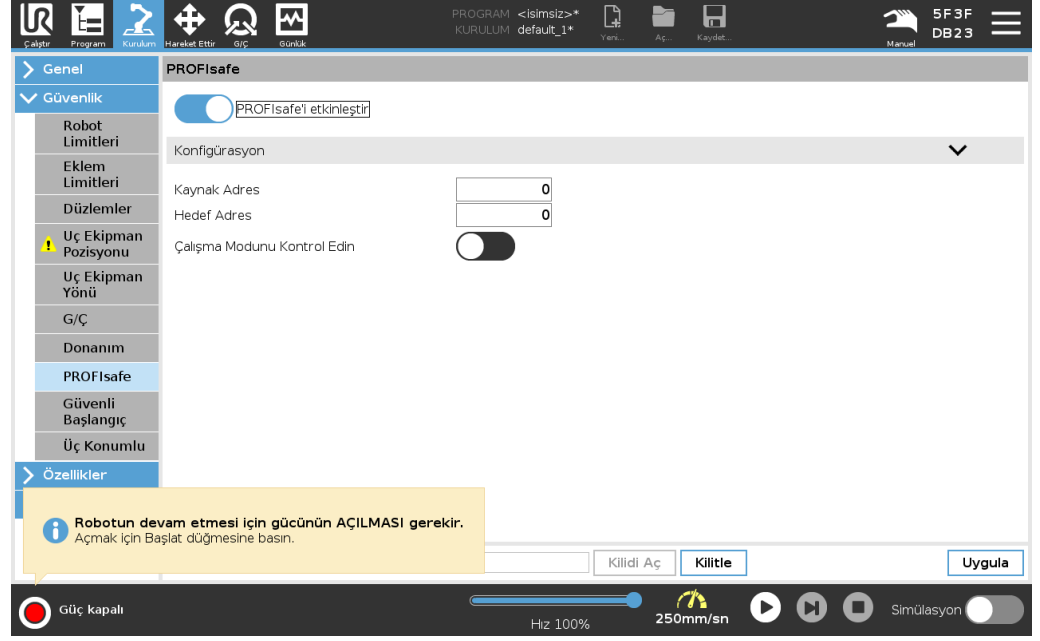 PROGRAM <isimsiz>*
KURULUM default_1*
5F3F
DB23
Çalıştır
Program
Kurulum
Hareket Ettir
G/Ç
Günlük
Yeni...
Aç...
Kaydet...
Manuel
Genel
PROFIsafe
Güvenlik
PROFIsafe'i etkinleştir
Robot
Limitleri
Konfigürasyon
Eklem
Limitleri
Kaynak Adres 0
Düzlemler
Hedef Adres 0
Uç Ekipman
Pozisyonu
Çalışma Modunu Kontrol Edin
Uç Ekipman
Yönü
G/Ç
Donanım
PROFIsafe
Güvenli
Başlangıç
Üç Konumlu
Özellikler
Robotun devam etmesi için gücünün AÇILMASI gerekir.
Açmak için Başlat düğmesine basın.
Kilidi Aç
Kilitle
Uygula
Güç kapalı
Hız 100%
250mm/sn
Simülasyon